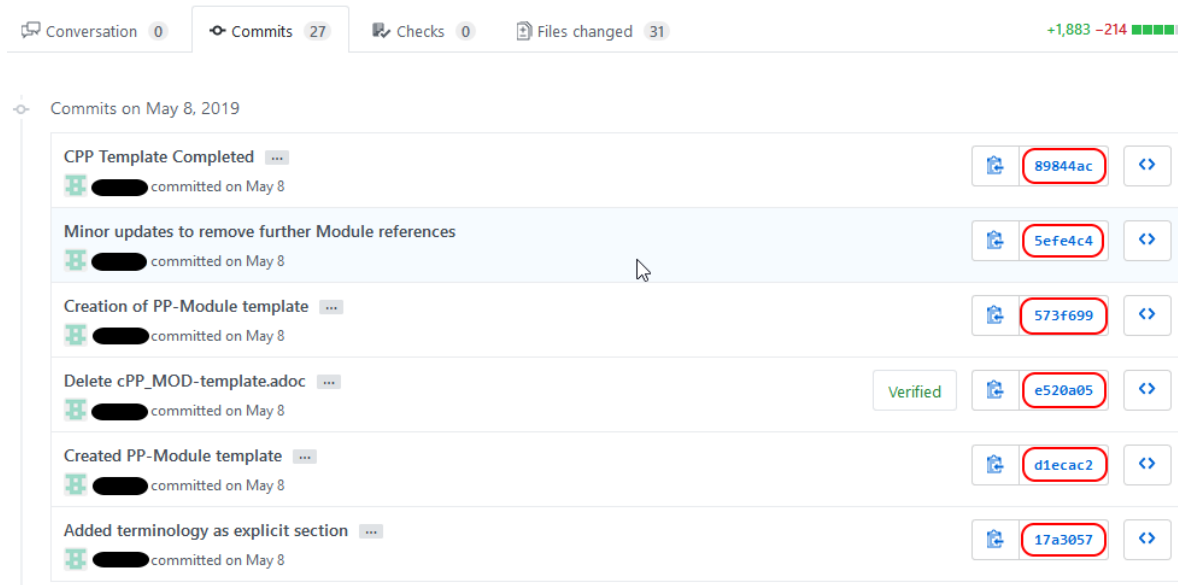 Conversation 0 Commits 27 Checks 0 Files changed 31 +1,883 −214
Commits on May 8, 2019
CPP Template Completed ...
committed on May 8
89844ac
Minor updates to remove further Module references
committed on May 8
5efe4c4
Creation of PP-Module template ...
committed on May 8
573f699
Delete cPP_MOD-template.adoc ...
committed on May 8
Verified
e520a05
Created PP-Module template ...
committed on May 8
d1ecac2
Added terminology as explicit section ...
committed on May 8
17a3057